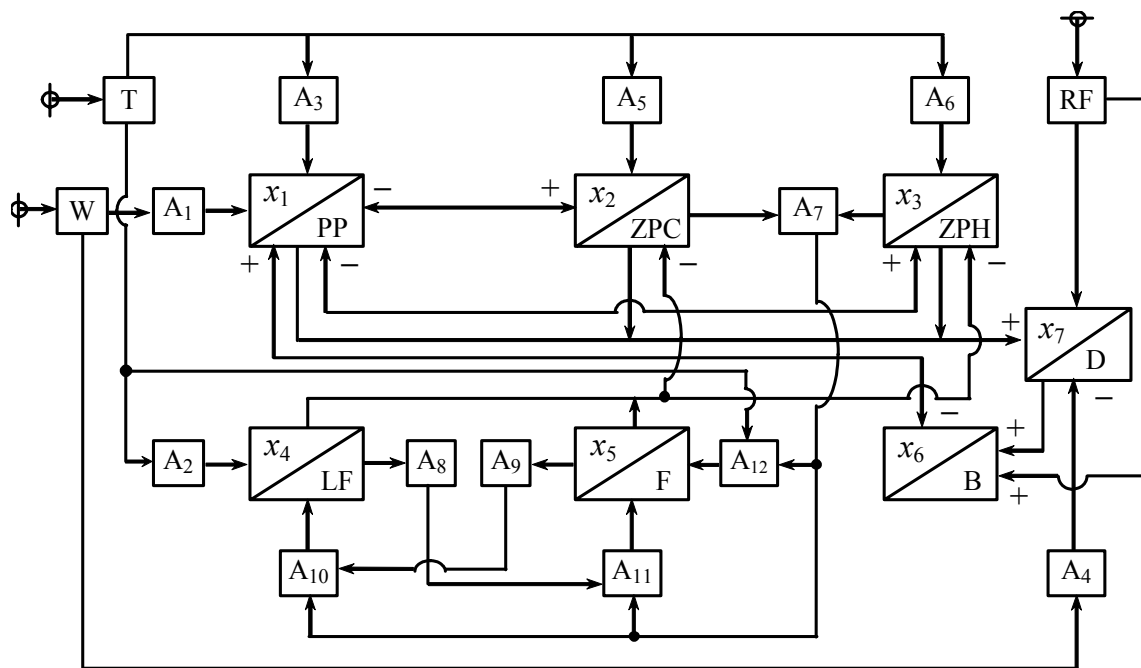 T
A3
A5
A6
RF
W
A1
x1
PP
−
+
x2
ZPC
A7
x3
ZPH
+
−
−
+
−
+
x7
D
−
A2
x4
LF
A8
A9
x5
F
A12
−
x6
B
+
+
A10
A11
A4